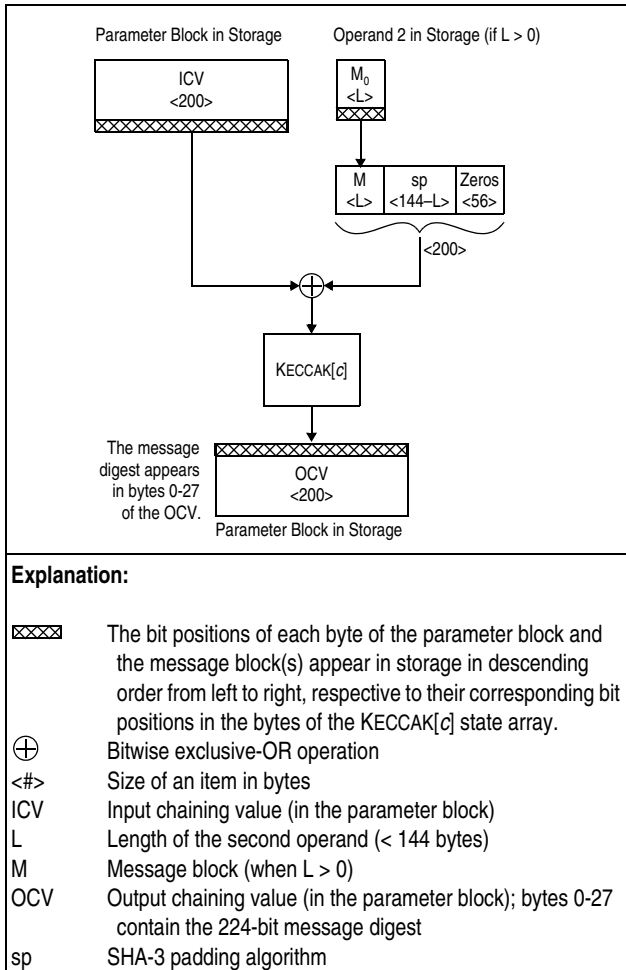 Parameter Block in Storage
Operand 2 in Storage (if L > 0)
ICV
<200>
M0
<L>
M
<L>
sp
<144–L>
Zeros
<56>
<200>
KECCAK[c]
The message
digest appears
in bytes 0-27
of the OCV.
OCV
<200>
Parameter Block in Storage
Explanation:
The bit positions of each byte of the parameter block and
the message block(s) appear in storage in descending
order from left to right, respective to their corresponding bit
positions in the bytes of the KECCAK[c] state array.
⊕ Bitwise exclusive-OR operation
<#> Size of an item in bytes
ICV Input chaining value (in the parameter block)
L Length of the second operand (< 144 bytes)
M Message block (when L > 0)
OCV Output chaining value (in the parameter block); bytes 0-27
contain the 224-bit message digest
sp SHA-3 padding algorithm